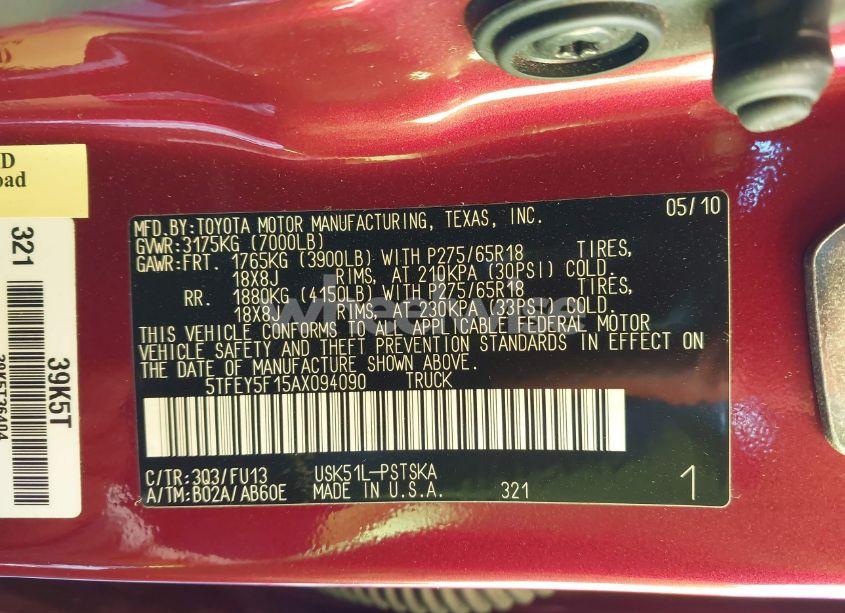 D
oad
321
39K5T
MFD.BY:TOYOTA MOTOR MANUFACTURING, TEXAS, INC. 05/10
GVWR:3175KG (7000LB)
GAWR:FRT. 1765KG (3900LB) WITH P275/65R18 TIRES,
18X8J RIMS, AT 210KPA (30PSI) COLD.
RR. 1880KG (4150LB) WITH P275/65R18 TIRES,
18X8J RIMS, AT 230KPA (33PSI) COLD.
THIS VEHICLE CONFORMS TO ALL APPLICABLE FEDERAL MOTOR
VEHICLE SAFETY AND THEFT PREVENTION STANDARDS IN EFFECT
ON THE DATE OF MANUFACTURE SHOWN ABOVE.
5TFEY5F15AX094090 TRUCK
C/TR:3Q3/FU13 USK51L-PSTSKA
A/TM:B02A/AB60E MADE IN U.S.A. 321 1